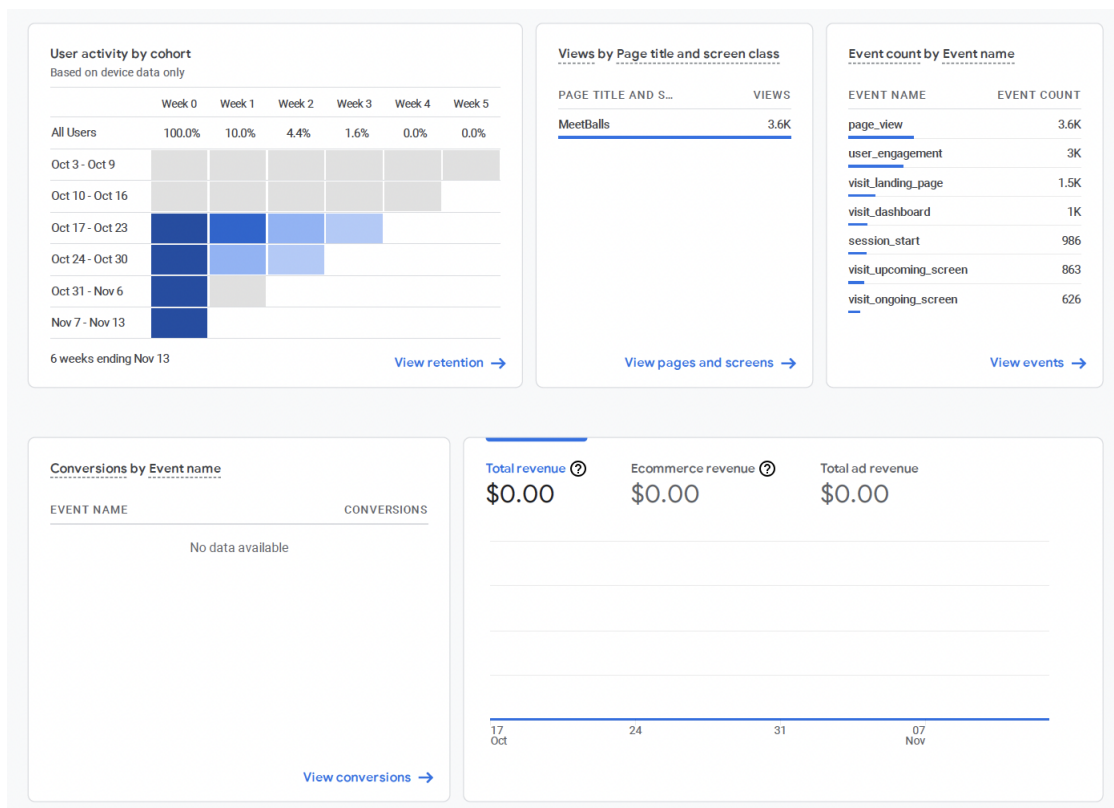 User activity by cohort
Based on device data only
Week 0 Week 1 Week 2 Week 3 Week 4 Week 5
All Users 100.0% 10.0% 4.4% 1.6% 0.0% 0.0%
Oct 3 - Oct 9
Oct 10 - Oct 16
Oct 17 - Oct 23
Oct 24 - Oct 30
Oct 31 - Nov 6
Nov 7 - Nov 13
6 weeks ending Nov 13
View retention
Views by Page title and screen class
PAGE TITLE AND S... VIEWS
MeetBalls 3.6K
View pages and screens
Event count by Event name
EVENT NAME EVENT COUNT
page_view 3.6K
user_engagement 3K
visit_landing_page 1.5K
visit_dashboard 1K
session_start 986
visit_upcoming_screen 863
visit_ongoing_screen 626
View events
Conversions by Event name
EVENT NAME CONVERSIONS
No data available
View conversions
Total revenue ? Ecommerce revenue ? Total ad revenue
$0.00 $0.00 $0.00
17 24 31 07
Oct Nov